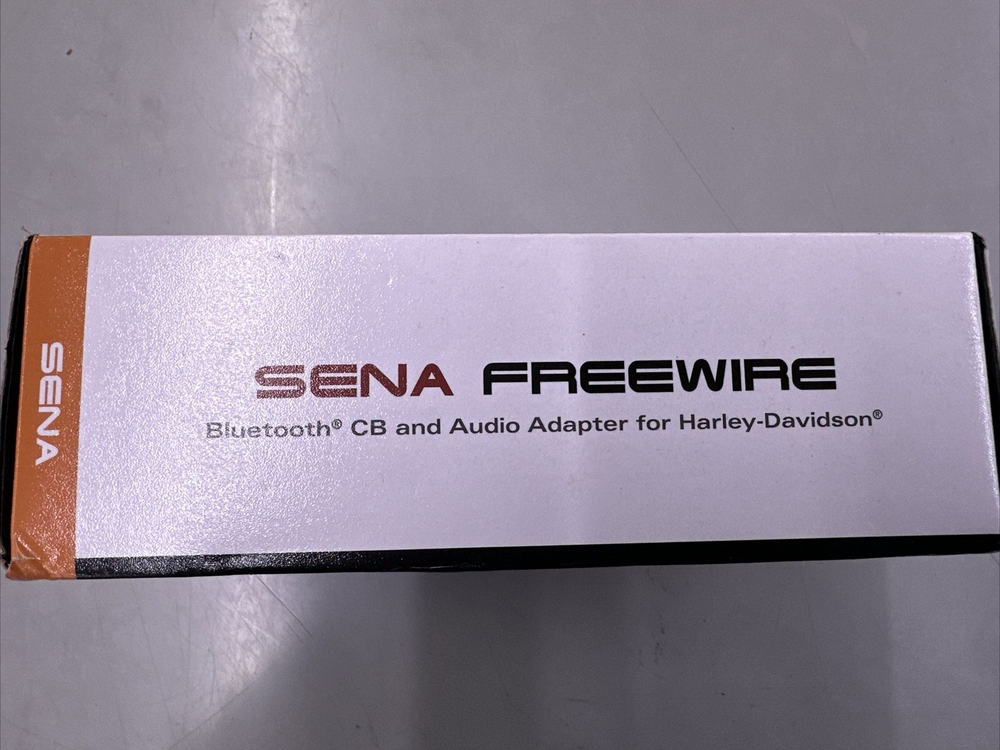 SENA
SENA FREEWIRE
Bluetooth® CB and Audio Adapter for Harley-Davidson®